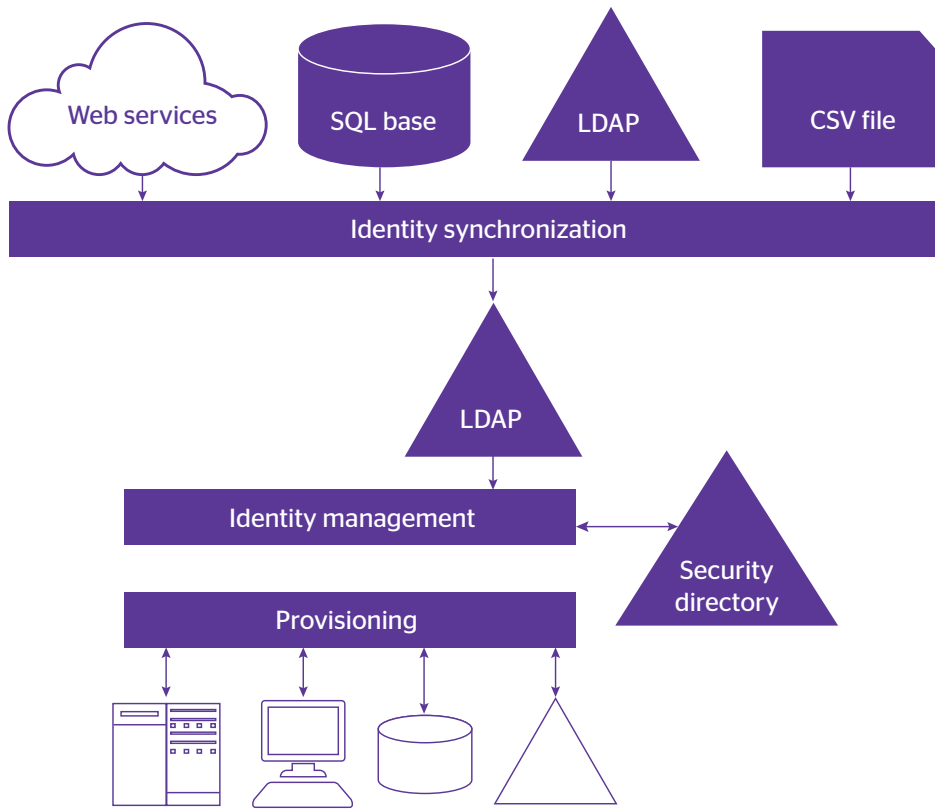 Web services
SQL base
LDAP
CSV file
Identity synchronization
LDAP
Identity management
Security
directory
Provisioning